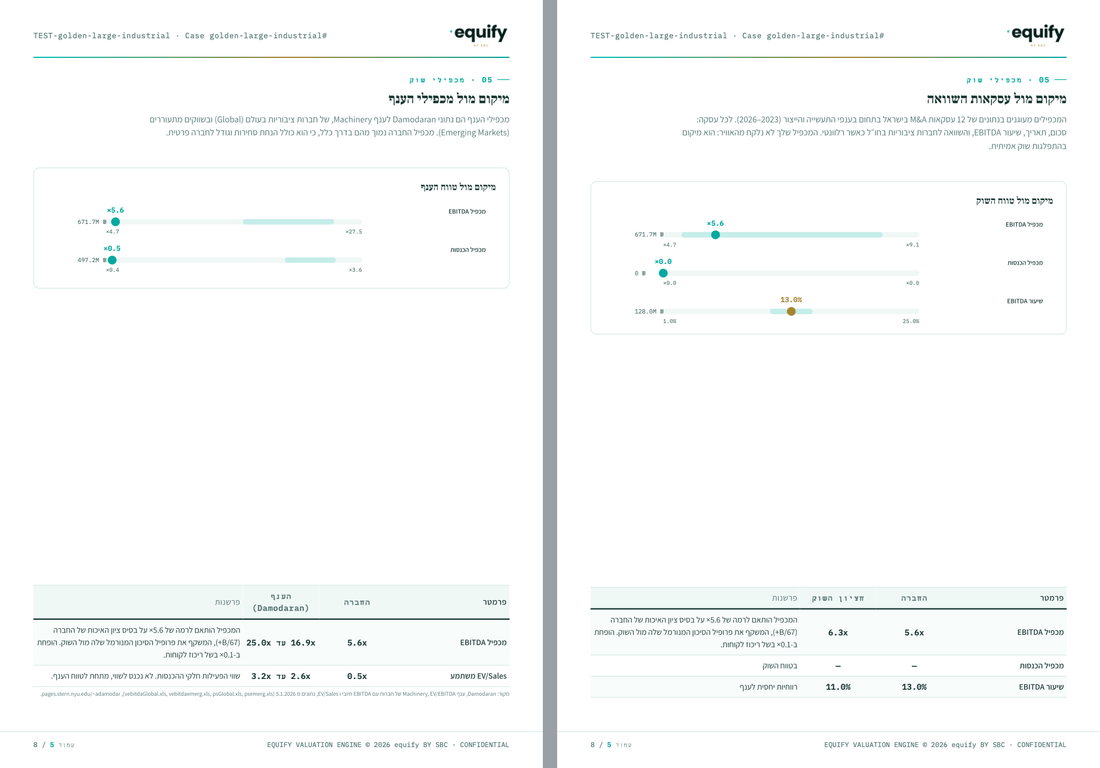 TEST-golden-large-industrial · Case golden-large-industrial#
equify
BY SBC
05 · מכפילי שוק
מיקום מול מכפילי הענף
מכפילי הענף הם נתוני Damodaran לענף Machinery, של חברות ציבוריות בעולם (Global) ובשווקים מתעוררים
(Emerging Markets). מכפיל החברה נמוך מהם בדרך כלל, כי הוא כולל הנחת סחירות וגודל לחברה פרטית.
מיקום מול טווח הענף
מכפיל EBITDA
×5.6
671.7M ₪
×4.7
×27.5
מכפיל הכנסות
×0.5
497.2M ₪
×0.4
×3.6
פרמטר החברה הענף (Damodaran) פרשנות
מכפיל EBITDA 5.6x 16.9x עד 25.0x המכפיל הותאם לרמה של 5.6× על בסיס ציון האיכות של החברה
(B/67+), המשקף את פרופיל הסיכון המנורמל שלה מול השוק. הופחת
ב-0.1× בשל ריכוז לקוחות.
EV/Sales משתמע 0.5x 2.6x עד 3.2x שווי הפעילות חלקי ההכנסות. לא נכנס לשווי, מתחת לטווח הענף.
EQUIFY VALUATION ENGINE © 2026 equify BY SBC · CONFIDENTIAL
עמוד 5 / 8
TEST-golden-large-industrial · Case golden-large-industrial#
equify
BY SBC
05 · מכפילי שוק
מיקום מול עסקאות השוואה
המכפילים מעוגנים בנתונים של 12 עסקאות M&A בישראל בתחום בענפי התעשייה והייצור (2023–2026). לכל עסקה:
סכום, תאריך, שיעור EBITDA, והשוואה לחברות ציבוריות בחו״ל כאשר רלוונטי. המכפיל שלך לא נלקח מהאוויר: הוא מיקום
בהתפלגות שוק אמיתית.
מיקום מול טווח השוק
מכפיל EBITDA
×5.6
671.7M ₪
×4.7
×9.1
מכפיל הכנסות
×0.0
0 ₪
×0.0
×0.0
שיעור EBITDA
13.0%
128.0M ₪
1.0%
25.0%
פרמטר החברה חציון השוק פרשנות
מכפיל EBITDA 5.6x 6.3x המכפיל הותאם לרמה של 5.6× על בסיס ציון האיכות של החברה
(B/67+), המשקף את פרופיל הסיכון המנורמל שלה מול השוק. הופחת
ב-0.1× בשל ריכוז לקוחות.
מכפיל הכנסות — — בטווח השוק
שיעור EBITDA 13.0% 11.0% רווחיות יחסית לענף
EQUIFY VALUATION ENGINE © 2026 equify BY SBC · CONFIDENTIAL
עמוד 5 / 8